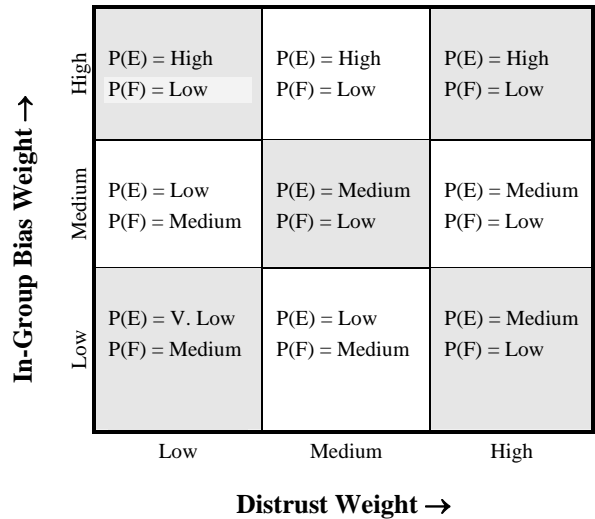 In-Group Bias Weight →
High
P(E) = High
P(F) = Low
P(E) = High
P(F) = Low
P(E) = High
P(F) = Low
Medium
P(E) = Low
P(F) = Medium
P(E) = Medium
P(F) = Low
P(E) = Medium
P(F) = Low
Low
P(E) = V. Low
P(F) = Medium
P(E) = Low
P(F) = Medium
P(E) = Medium
P(F) = Low
Low
Medium
High
Distrust Weight →